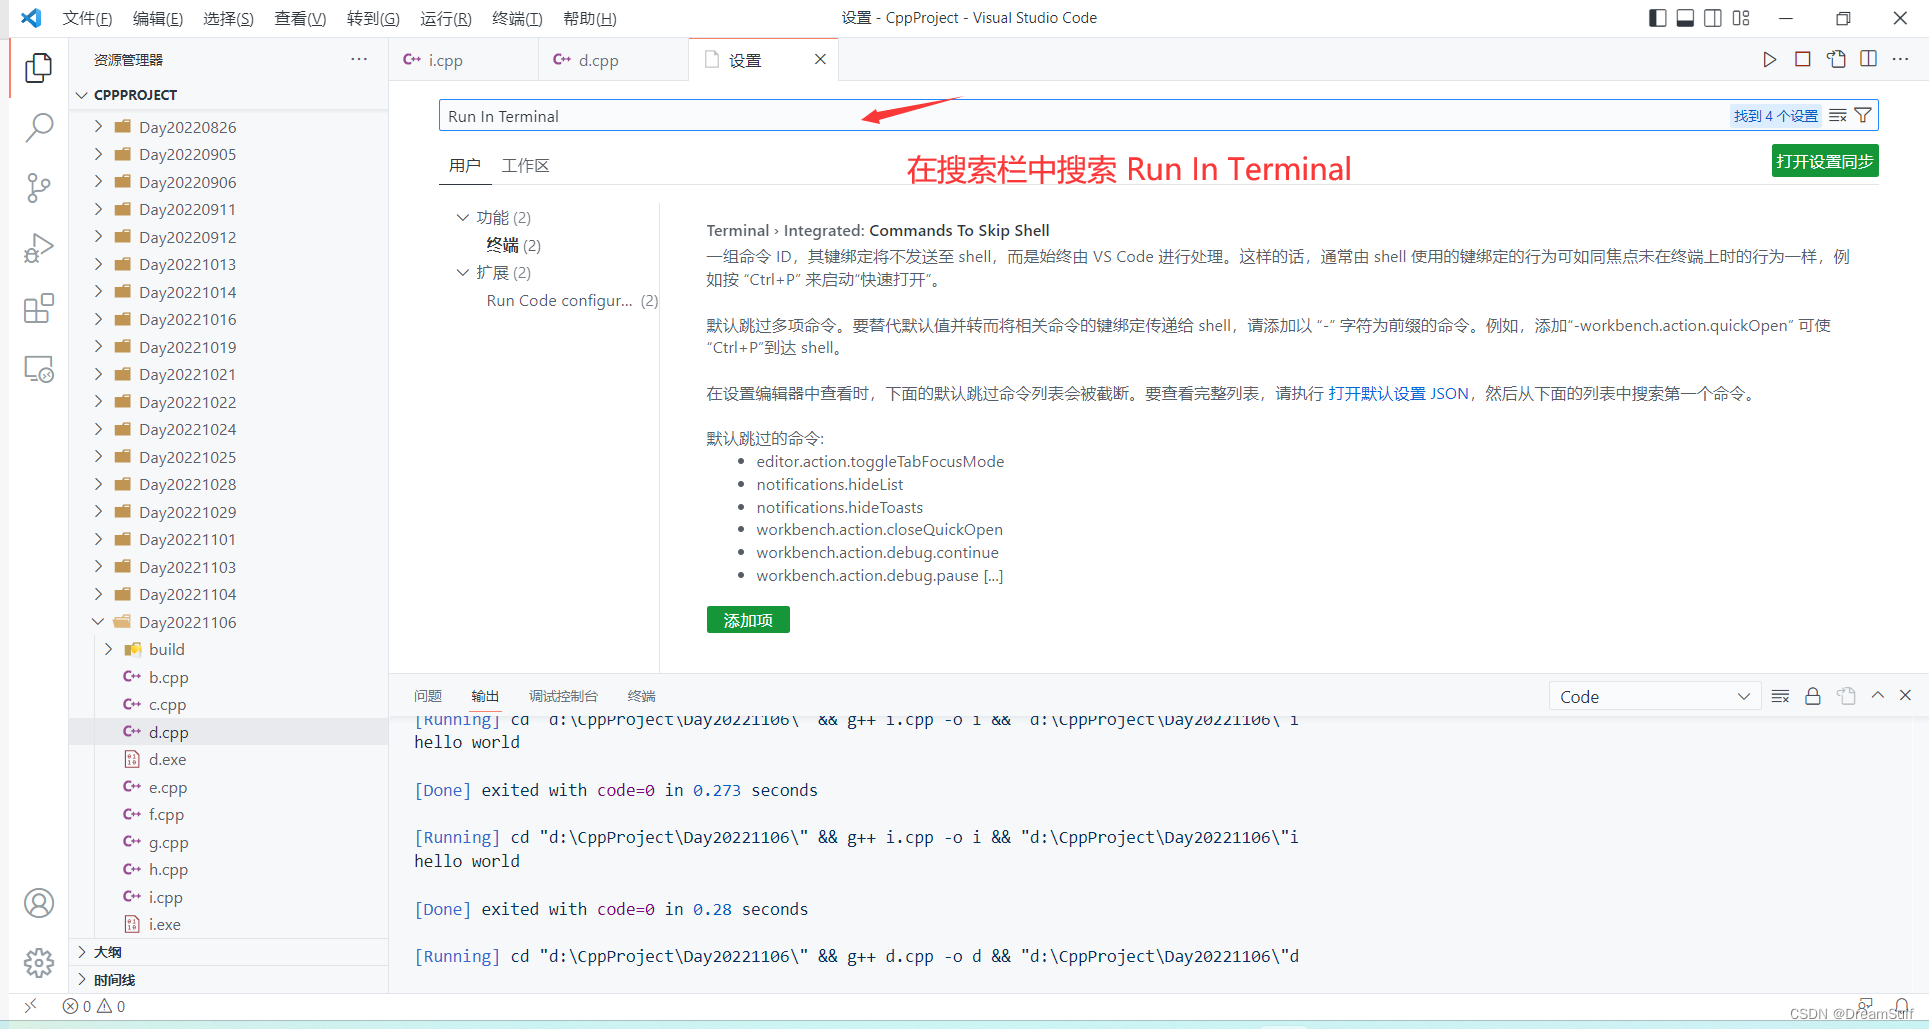 文件(F) 编辑(E) 选择(S) 查看(V) 转到(G) 运行(R) 终端(T) 帮助(H) 设置 - CppProject - Visual Studio Code
资源管理器 ···
C++ i.cpp C++ d.cpp 设置
CPPPROJECT
Day20220826
Day20220905
Day20220906
Day20220911
Day20220912
Day20221013
Day20221014
Day20221016
Day20221019
Day20221021
Day20221022
Day20221024
Day20221025
Day20221028
Day20221029
Day20221101
Day20221103
Day20221104
Day20221106
build
C++ b.cpp
C++ c.cpp
C++ d.cpp
d.exe
C++ e.cpp
C++ f.cpp
C++ g.cpp
C++ h.cpp
C++ i.cpp
i.exe
大纲
时间线
Run In Terminal 找到 4 个设置
用户 工作区
在搜索栏中搜索 Run In Terminal
打开设置同步
功能 (2)
终端 (2)
扩展 (2)
Run Code configur... (2)
Terminal › Integrated: Commands To Skip Shell
一组命令 ID，其键绑定将不发送至 shell，而是始终由 VS Code 进行处理。这样的话，通常由 shell 使用的键绑定的行为可如同焦点未在终端上时的行为一样，例
如按 “Ctrl+P” 来启动“快速打开”。
默认跳过多项命令。要替代默认值并转而将相关命令的键绑定传递给 shell，请添加以 “-” 字符为前缀的命令。例如，添加“-workbench.action.quickOpen” 可使
“Ctrl+P”到达 shell。
在设置编辑器中查看时，下面的默认跳过命令列表会被截断。要查看完整列表，请执行 打开默认设置 JSON，然后从下面的列表中搜索第一个命令。
默认跳过的命令:
• editor.action.toggleTabFocusMode
• notifications.hideList
• notifications.hideToasts
• workbench.action.closeQuickOpen
• workbench.action.debug.continue
• workbench.action.debug.pause [...]
添加项
问题 输出 调试控制台 终端 Code
[Running] cd "d:\CppProject\Day20221106\" && g++ i.cpp -o i && "d:\CppProject\Day20221106\"i
hello world
[Done] exited with code=0 in 0.273 seconds
[Running] cd "d:\CppProject\Day20221106\" && g++ i.cpp -o i && "d:\CppProject\Day20221106\"i
hello world
[Done] exited with code=0 in 0.28 seconds
[Running] cd "d:\CppProject\Day20221106\" && g++ d.cpp -o d && "d:\CppProject\Day20221106\"d
0 0
CSDN @DreamSuff